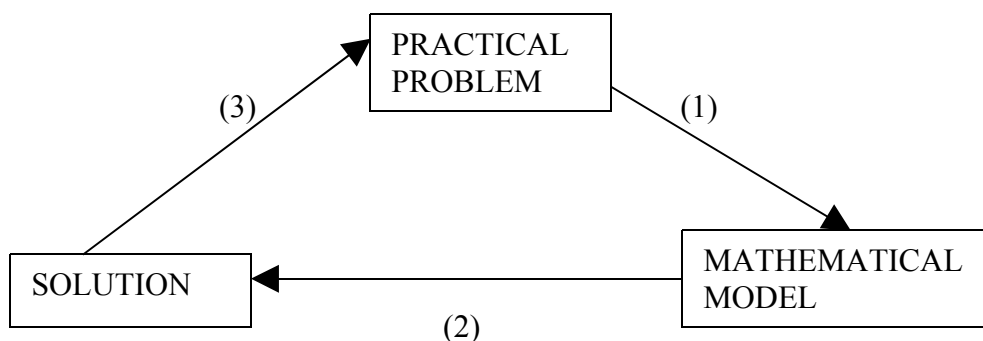 PRACTICAL
PROBLEM
(3)
(1)
SOLUTION
MATHEMATICAL
MODEL
(2)